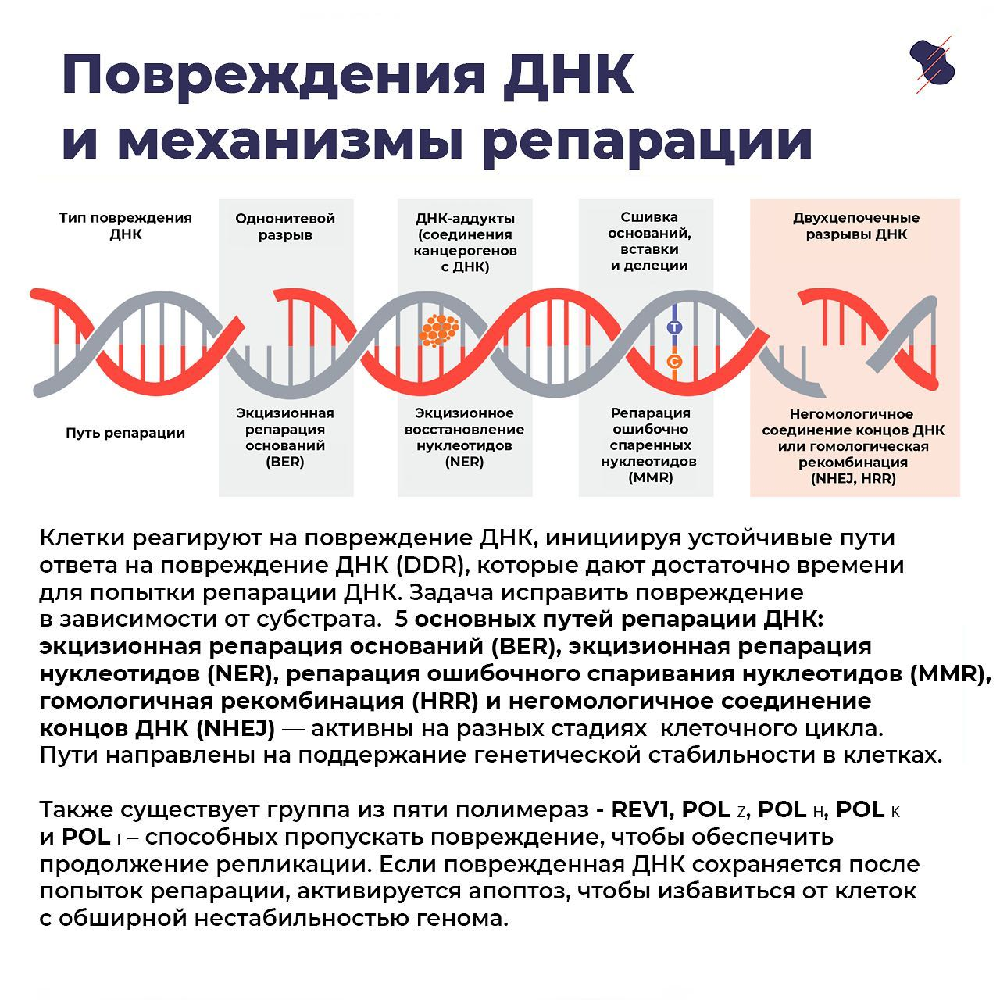 Повреждения ДНК
и механизмы репарации
Тип повреждения
ДНК
Однонитевой
разрыв
ДНК-аддукты
(соединения
канцерогенов
с ДНК)
Сшивка
оснований,
вставки
и делеции
Двухцепочечные
разрывы ДНК
T
C
Путь репарации
Экцизионная
репарация
оснований
(BER)
Экцизионное
восстановление
нуклеотидов
(NER)
Репарация
ошибочно
спаренных
нуклеотидов
(MMR)
Негомологичное
соединение концов ДНК
или гомологическая
рекомбинация
(NHEJ, HRR)
Клетки реагируют на повреждение ДНК, инициируя устойчивые пути
ответа на повреждение ДНК (DDR), которые дают достаточно времени
для попытки репарации ДНК. Задача исправить повреждение
в зависимости от субстрата.  5 основных путей репарации ДНК:
экцизионная репарация оснований (BER), экцизионная репарация
нуклеотидов (NER), репарация ошибочного спаривания нуклеотидов (MMR),
гомологичная рекомбинация (HRR) и негомологичное соединение
концов ДНК (NHEJ) — активны на разных стадиях  клеточного цикла.
Пути направлены на поддержание генетической стабильности в клетках.
Также существует группа из пяти полимераз - REV1, POL Z, POL H, POL K
и POL I – способных пропускать повреждение, чтобы обеспечить
продолжение репликации. Если поврежденная ДНК сохраняется после
попыток репарации, активируется апоптоз, чтобы избавиться от клеток
с обширной нестабильностью генома.